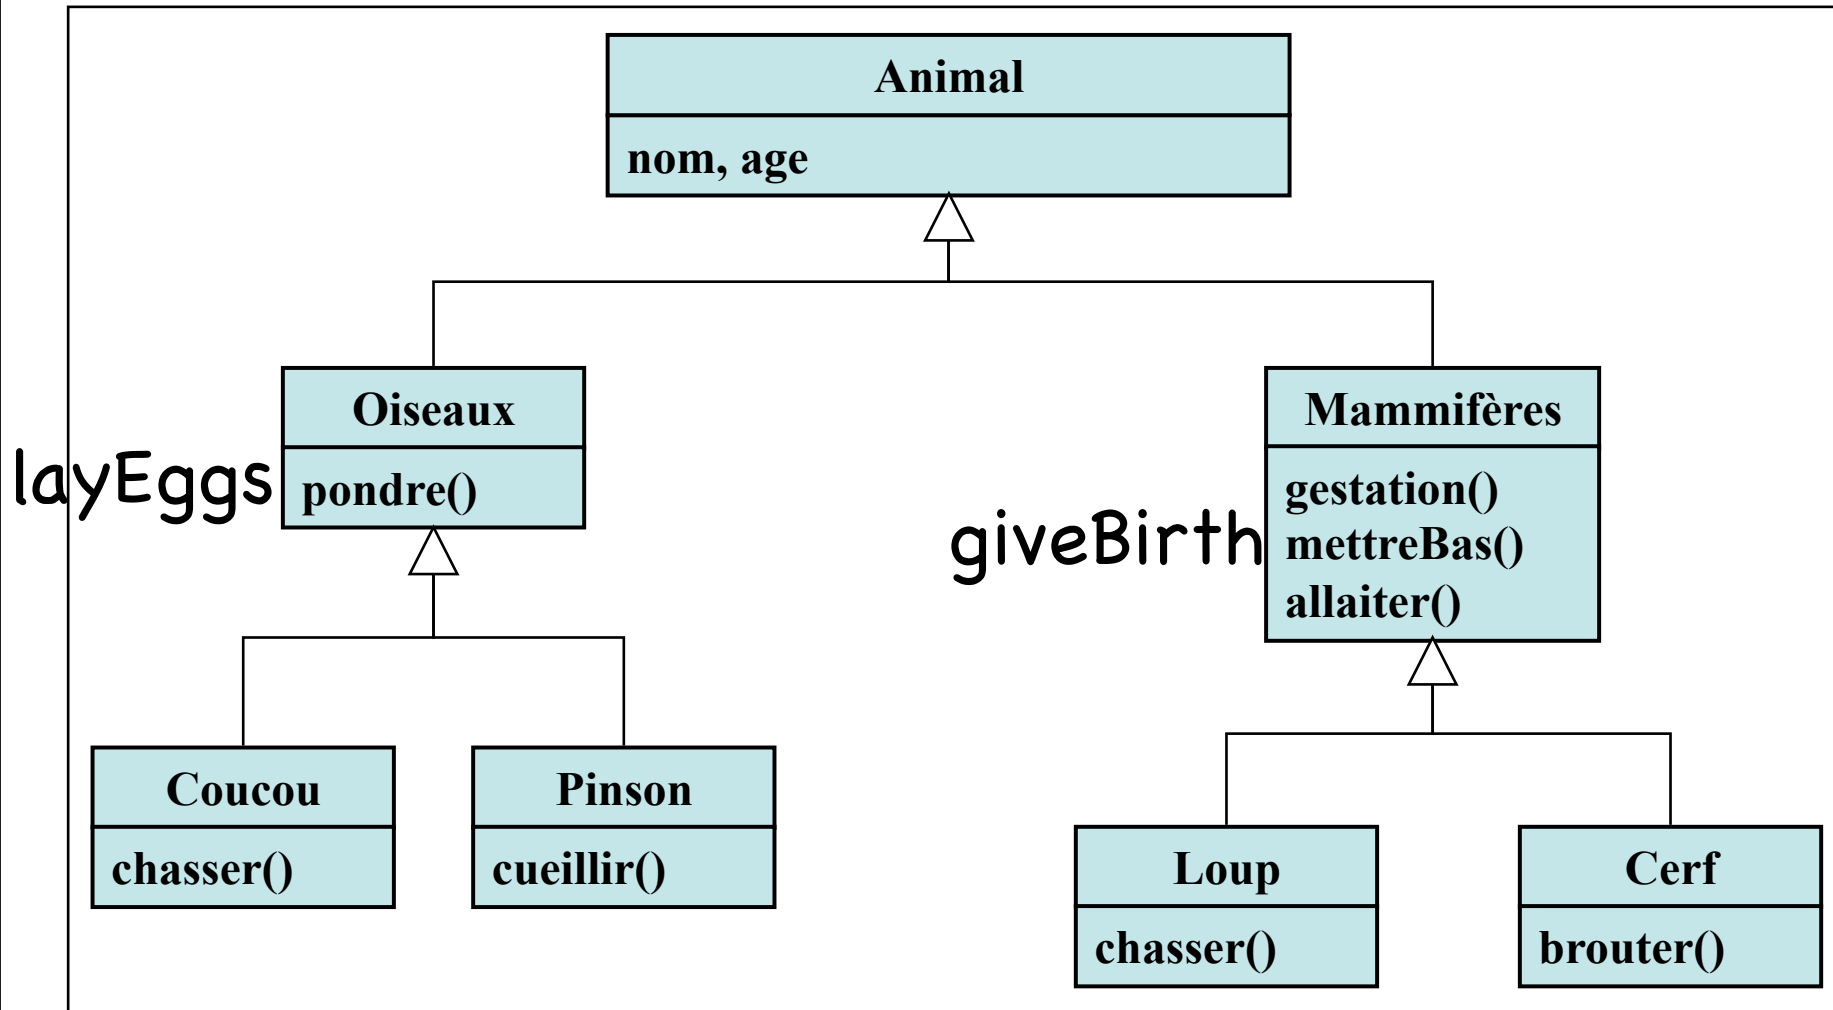 Animal
nom, age
Oiseaux
layEggs
pondre()
Mammifères
gestation()
giveBirth
mettreBas()
allaiter()
Coucou
chasser()
Pinson
cueillir()
Loup
chasser()
Cerf
brouter()